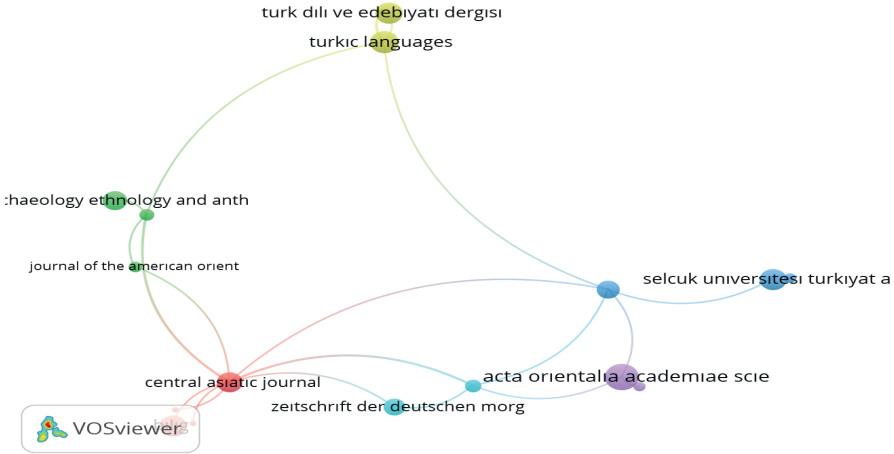 turk dılı ve edebıyatı dergısı
turkıc languages
chaeology ethnology and anth
journal of the amerıcan orıent
selcuk unıversıtesı turkıyat a
central asıatıc journal
acta orıentalıa academıae scıe
zeıtschrıft der deutschen morg
bilig
VOSviewer